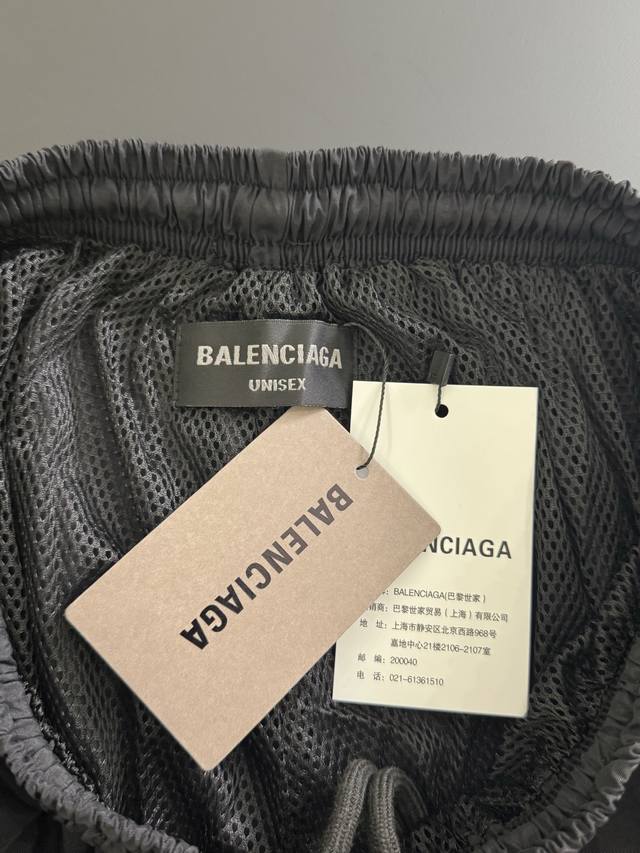 BALENCIAGA
UNISEX
BALENCIAGA
NCIAGA
: BALENCIAGA(巴黎世家)
销商: 巴黎世家贸易(上海)有限公司
地 址: 上海市静安区北京西路968号
嘉地中心21楼2106-2107室
邮 编: 200040
电 话: 021-61361510